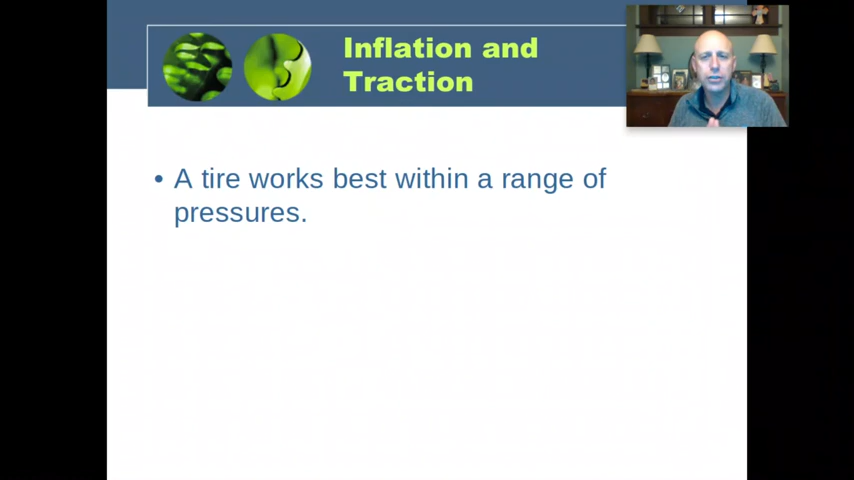 Inflation and
Traction
• A tire works best within a range of
pressures.